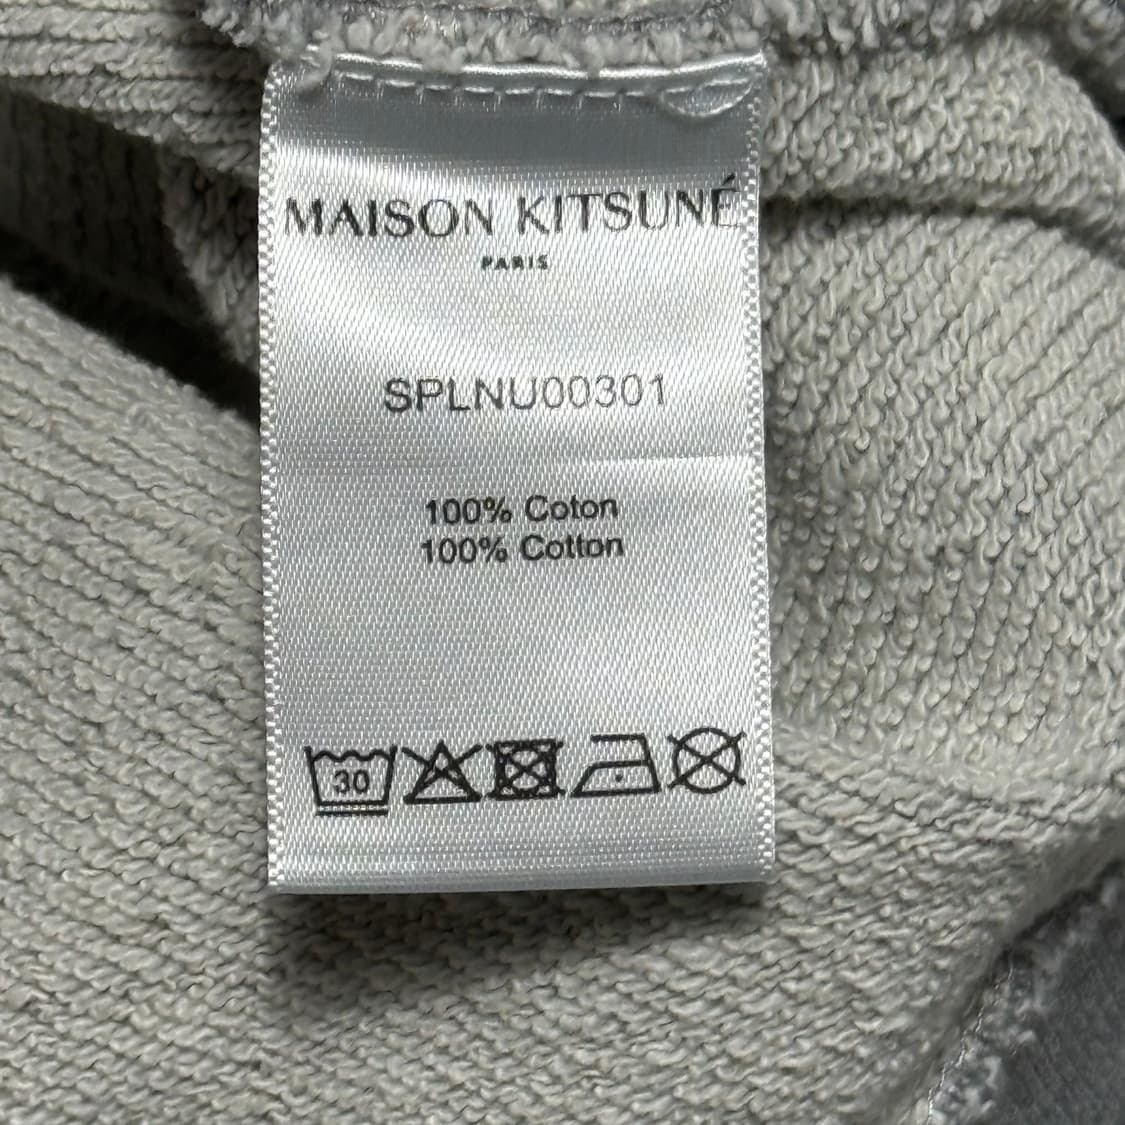 MAISON KITSUNÉ
PARIS
SPLNU00301
100% Coton
100% Cotton
30